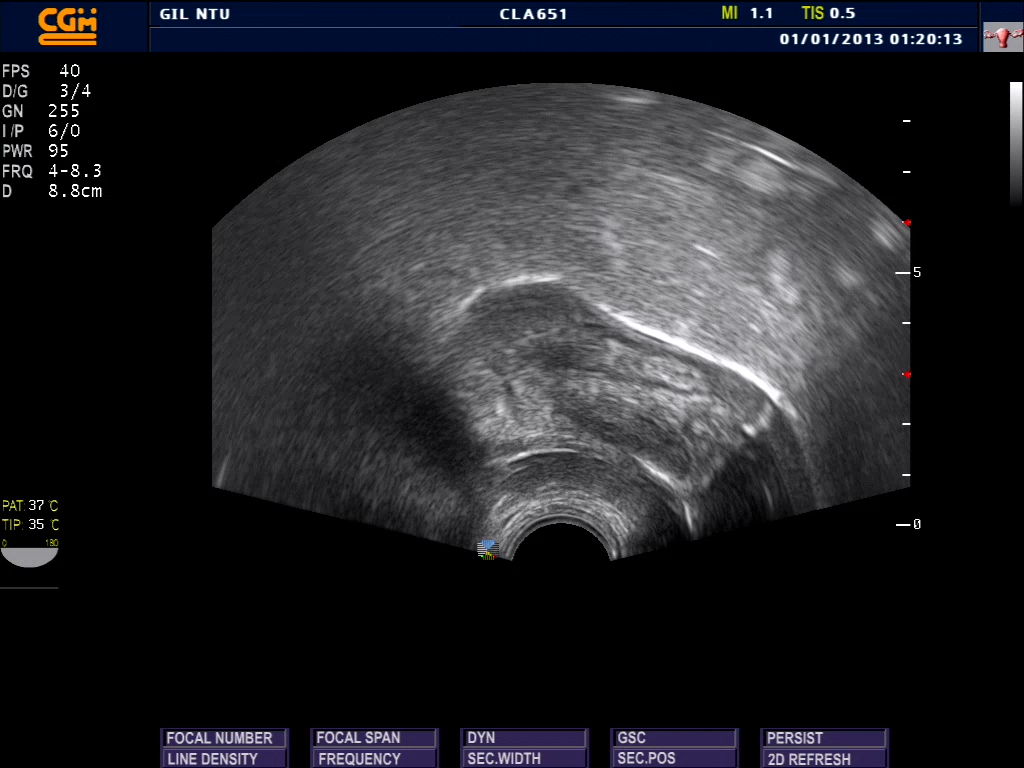 CGM
GIL NTU
CLA651
MI 1.1 TIS 0.5
01/01/2013 01:20:13
FPS 40
D/G 3/4
GN 255
I/P 6/0
PWR 95
FRQ 4-8.3
D 8.8cm
5
PAT: 37 °C
TIP: 35 °C
0 180
0
FOCAL NUMBER
FOCAL SPAN
DYN
GSC
PERSIST
LINE DENSITY
FREQUENCY
SEC.WIDTH
SEC.POS
2D REFRESH